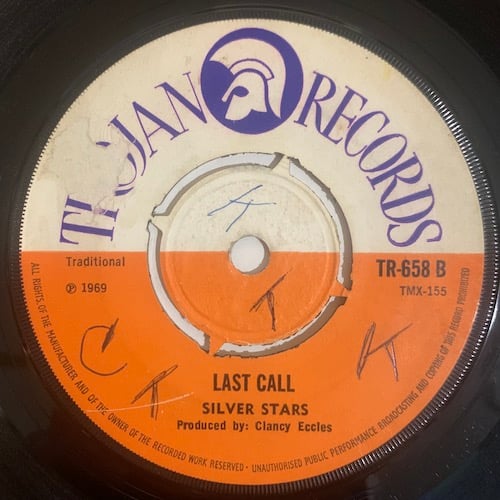 TROJAN RECORDS
Traditional
℗ 1969
TR-658 B
TMX-155
LAST CALL
SILVER STARS
Produced by: Clancy Eccles
ALL RIGHTS OF THE MANUFACTURER AND OF THE OWNER OF THE RECORDED WORK RESERVED · UNAUTHORISED PUBLIC PERFORMANCE BROADCASTING AND COPYING OF THIS RECORD PROHIBITED
C T T T T